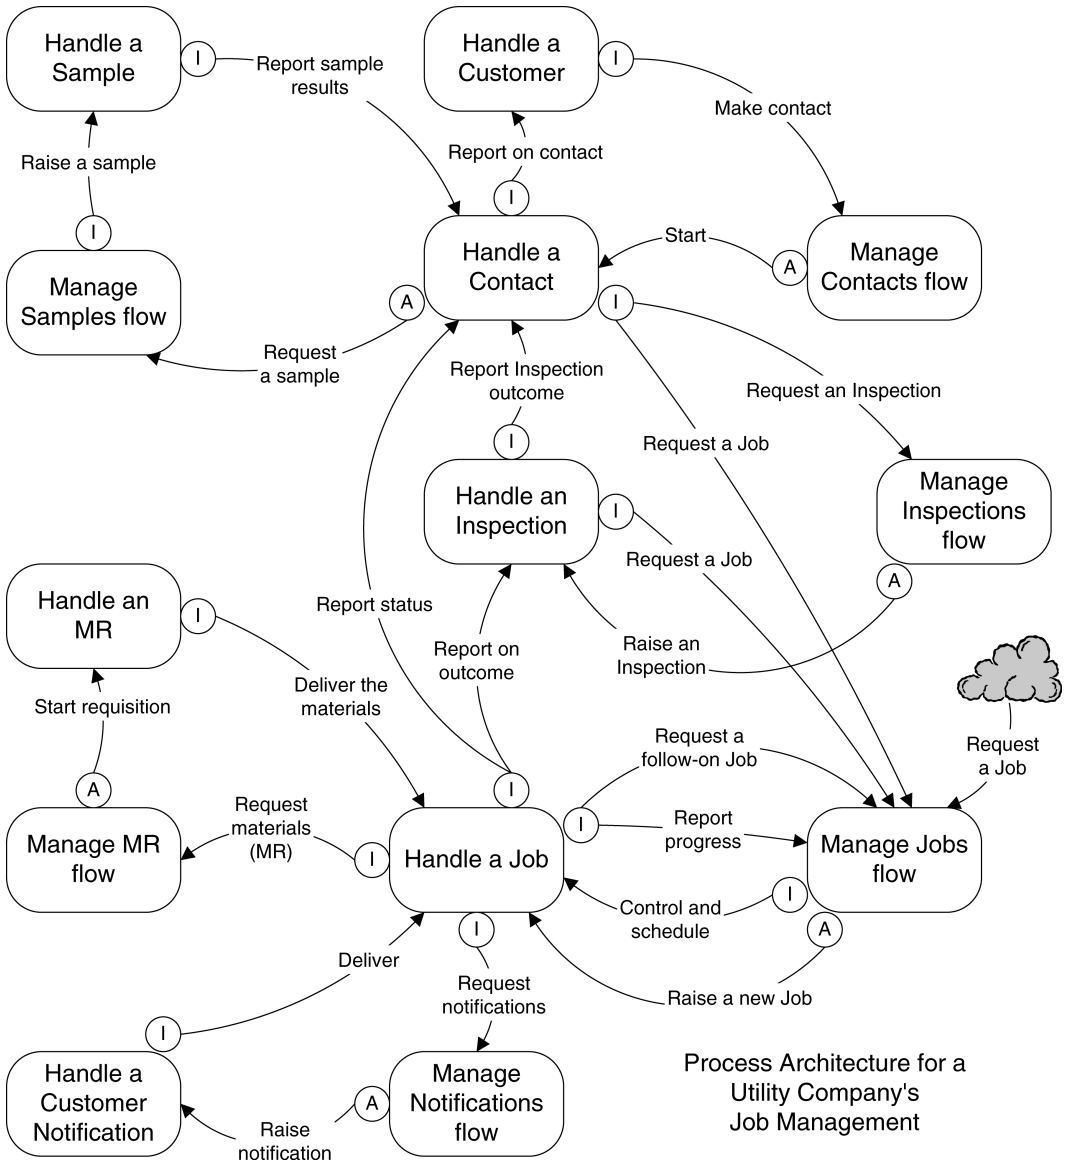 Handle a
Sample
I
Report sample
results
Handle a
Customer
I
Make contact
Raise a sample
Report on contact
I
I
Manage
Samples flow
Handle a
Contact
Start
A
Manage
Contacts flow
A
I
Request
a sample
Report Inspection
outcome
Request an Inspection
I
Request a Job
Handle an
Inspection
I
Manage
Inspections
flow
Request a Job
A
Handle an
MR
I
Report status
Raise an
Inspection
Report on
outcome
Start requisition
Deliver the
materials
Request a
follow-on Job
Request
a Job
A
I
Request
materials
(MR)
I
Report
progress
Manage MR
flow
I
Handle a Job
Manage Jobs
flow
I
Control and
schedule
I
A
Deliver
Request
notifications
Raise a new Job
I
Handle a
Customer
Notification
Manage
Notifications
flow
A
Raise
notification
Process Architecture for a
Utility Company's
Job Management